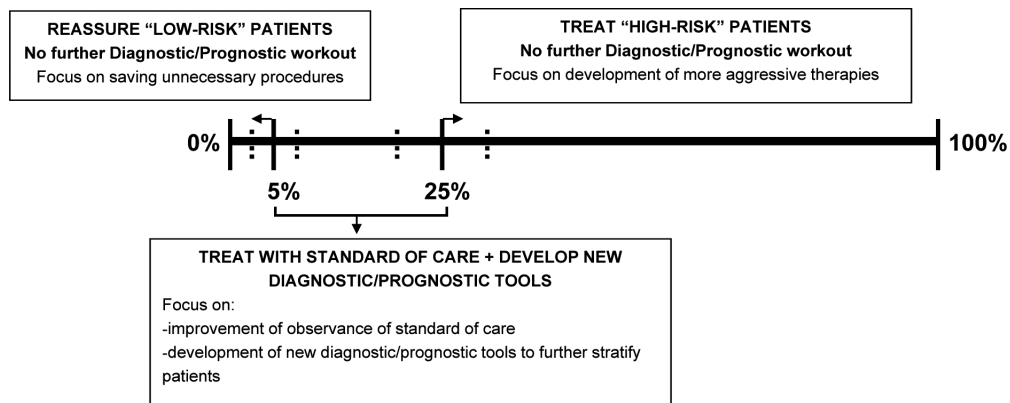 REASSURE “LOW-RISK” PATIENTS
No further Diagnostic/Prognostic workout
Focus on saving unnecessary procedures
TREAT “HIGH-RISK” PATIENTS
No further Diagnostic/Prognostic workout
Focus on development of more aggressive therapies
0%
100%
5%
25%
TREAT WITH STANDARD OF CARE + DEVELOP NEW
DIAGNOSTIC/PROGNOSTIC TOOLS
Focus on:
-improvement of observance of standard of care
-development of new diagnostic/prognostic tools to further stratify
patients